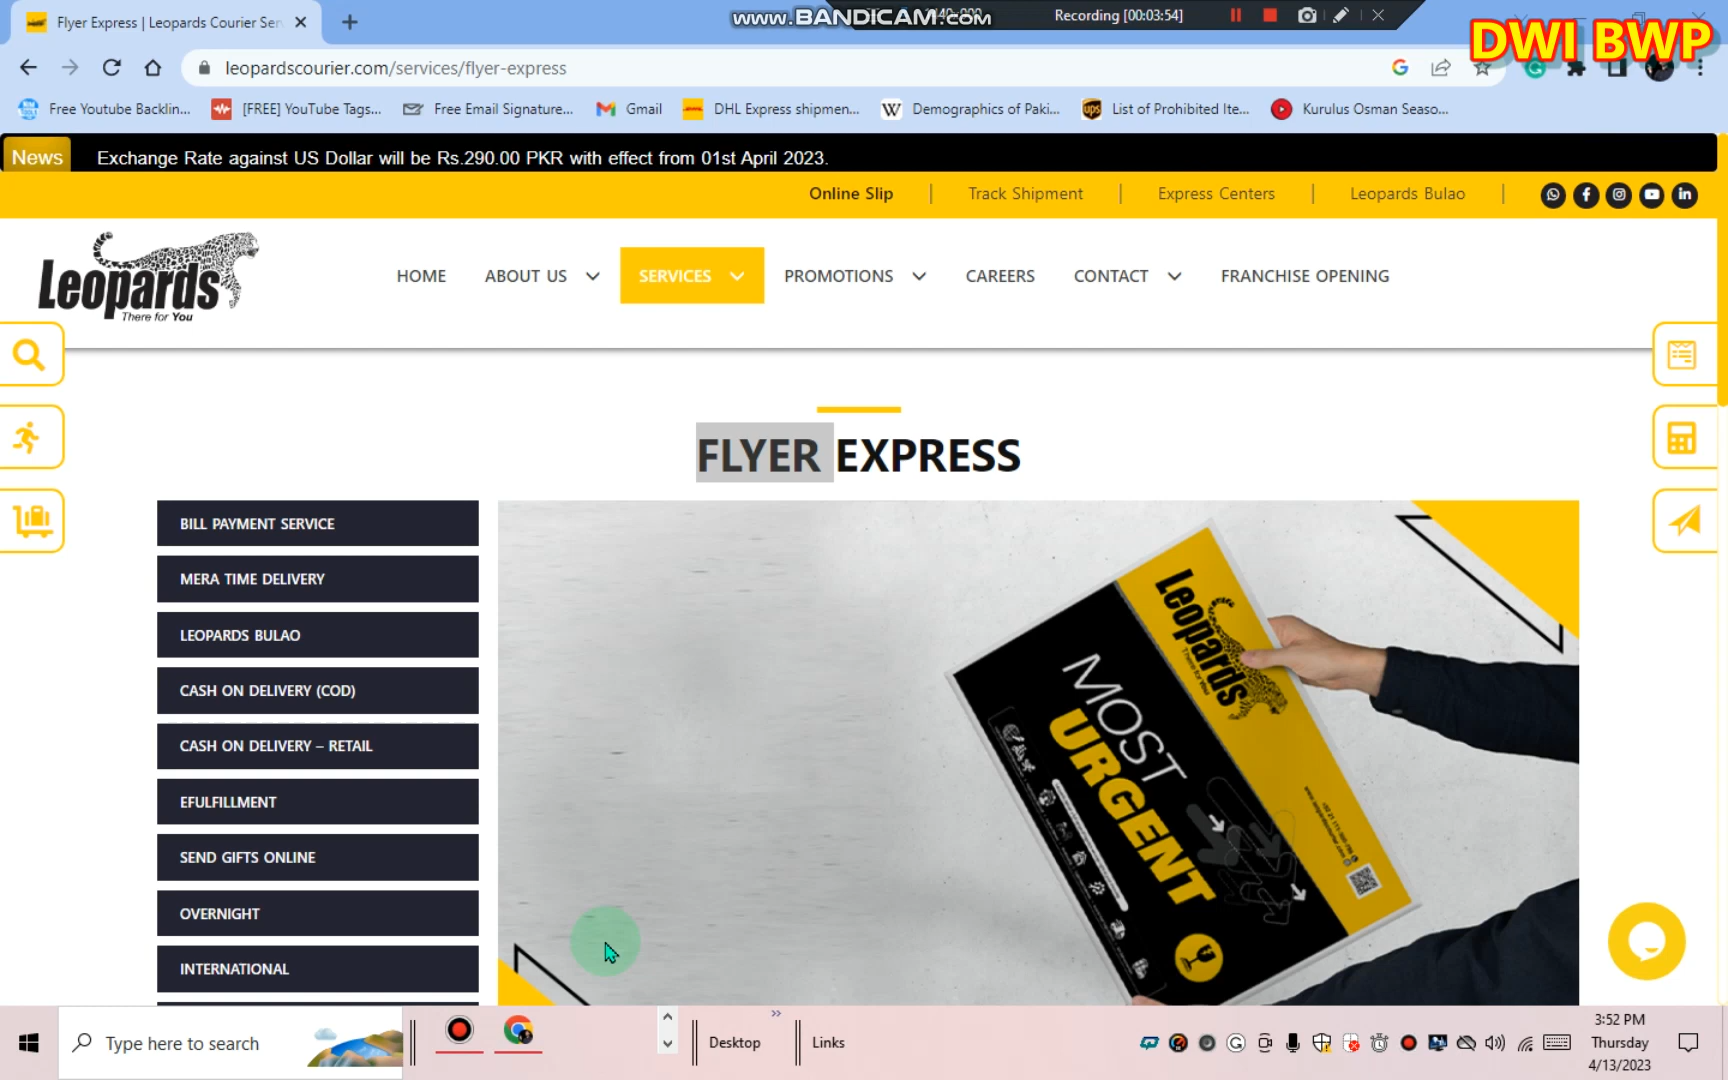 Flyer Express | Leopards Courier Ser
www.BANDICAM.com
Recording [00:03:54]
DWI BWP
leopardscourier.com/services/flyer-express
Free Youtube Backlin...
[FREE] YouTube Tags...
Free Email Signature...
Gmail
DHL Express shipmen...
Demographics of Paki...
List of Prohibited Ite...
Kurulus Osman Seaso...
News
Exchange Rate against US Dollar will be Rs.290.00 PKR with effect from 01st April 2023.
Online Slip | Track Shipment | Express Centers | Leopards Bulao |
Leopards
There for You
HOME
ABOUT US
SERVICES
PROMOTIONS
CAREERS
CONTACT
FRANCHISE OPENING
FLYER EXPRESS
BILL PAYMENT SERVICE
MERA TIME DELIVERY
LEOPARDS BULAO
CASH ON DELIVERY (COD)
CASH ON DELIVERY – RETAIL
EFULFILLMENT
SEND GIFTS ONLINE
OVERNIGHT
INTERNATIONAL
Leopards
There for You
MOST
URGENT
Type here to search
Desktop
Links
3:52 PM
Thursday
4/13/2023